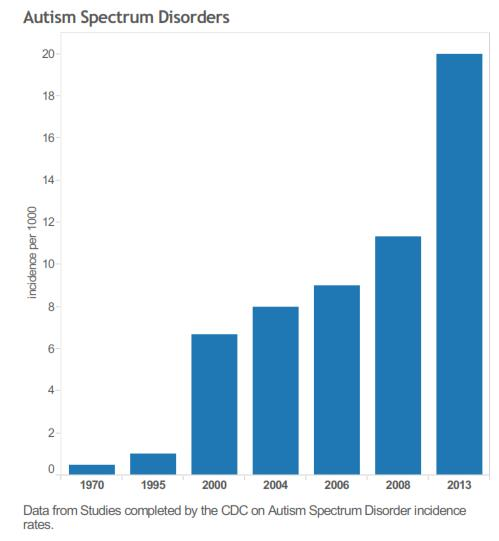 Autism Spectrum Disorders
20
18
16
14
12
10
8
6
4
2
0
incidence per 1000
1970 1995 2000 2004 2006 2008 2013
Data from Studies completed by the CDC on Autism Spectrum Disorder incidence
rates.